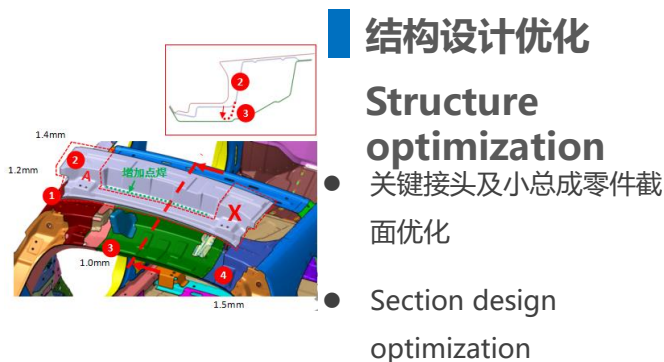 结构设计优化
Structure
optimization
● 关键接头及小总成零件截
面优化
● Section design
optimization
2
3
1.4mm
1.2mm
2
A
增加点焊
X
1
3
1.0mm
4
1.5mm